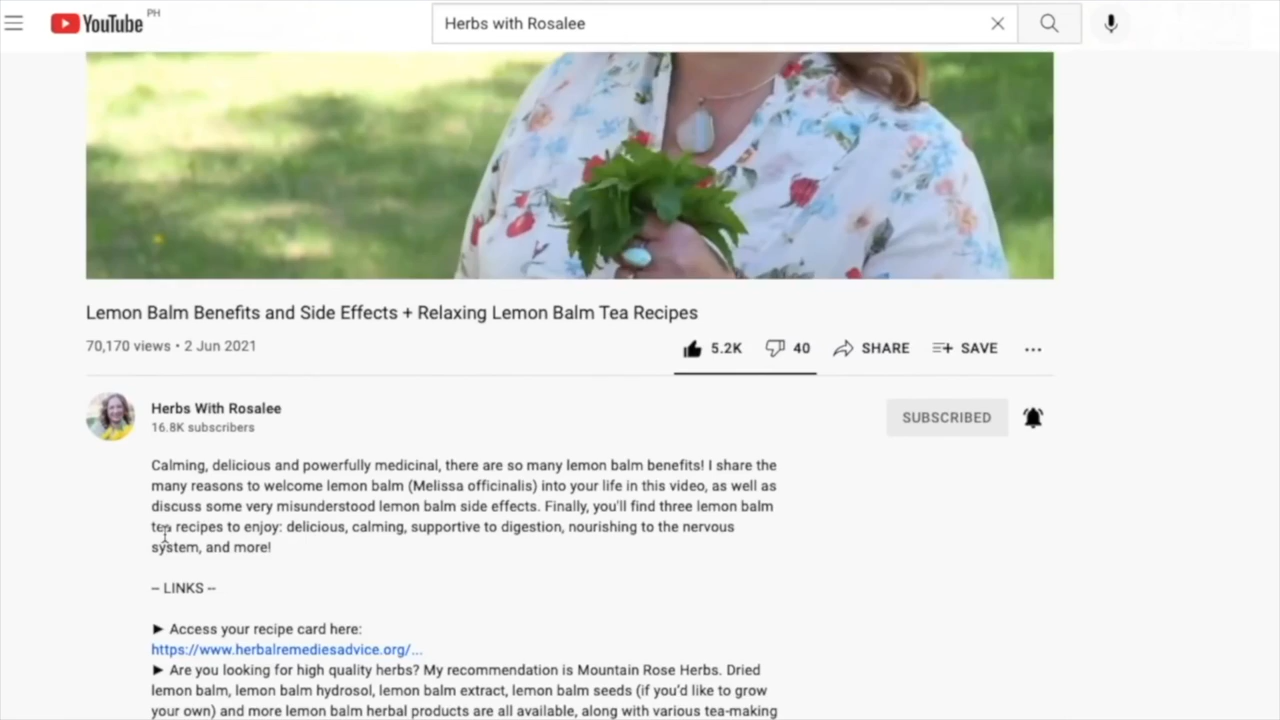 YouTube PH
Herbs with Rosalee
Lemon Balm Benefits and Side Effects + Relaxing Lemon Balm Tea Recipes
70,170 views • 2 Jun 2021
5.2K 40 SHARE SAVE
Herbs With Rosalee
16.8K subscribers
SUBSCRIBED
Calming, delicious and powerfully medicinal, there are so many lemon balm benefits! I share the
many reasons to welcome lemon balm (Melissa officinalis) into your life in this video, as well as
discuss some very misunderstood lemon balm side effects. Finally, you'll find three lemon balm
tea recipes to enjoy: delicious, calming, supportive to digestion, nourishing to the nervous
system, and more!
-- LINKS --
► Access your recipe card here:
https://www.herbalremediesadvice.org/...
► Are you looking for high quality herbs? My recommendation is Mountain Rose Herbs. Dried
lemon balm, lemon balm hydrosol, lemon balm extract, lemon balm seeds (if you'd like to grow
your own) and more lemon balm herbal products are all available, along with various tea-making